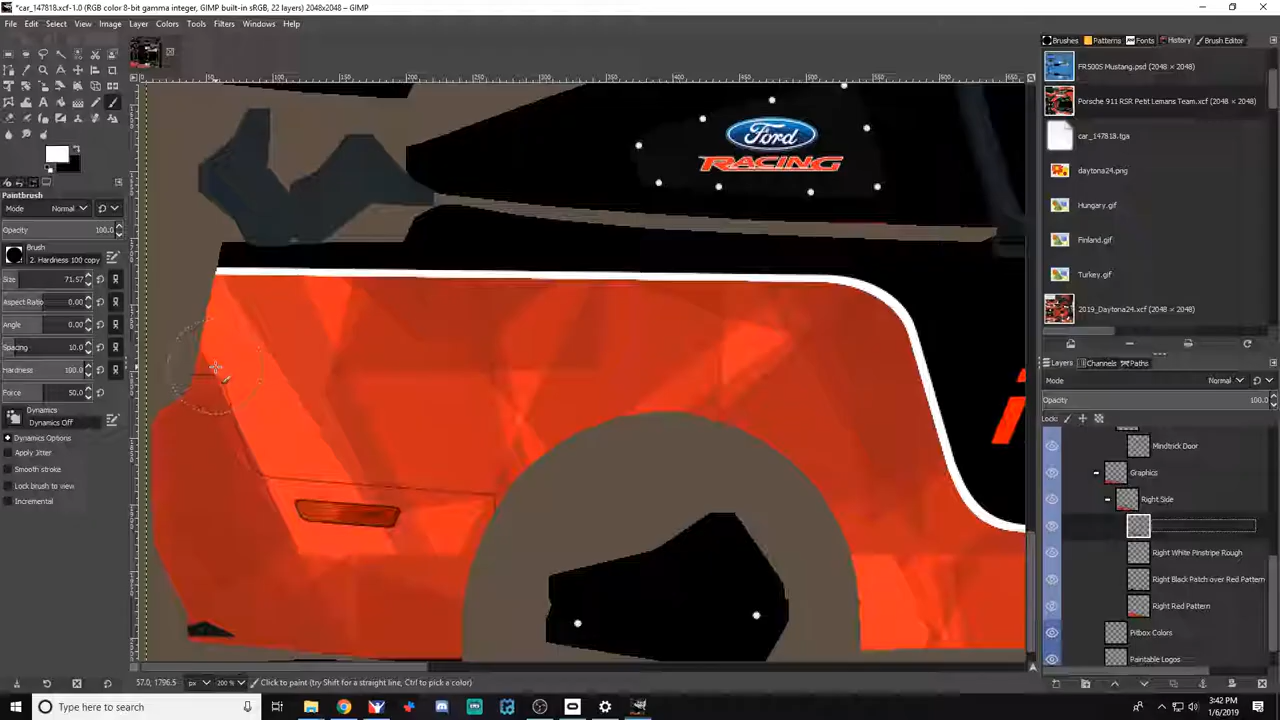 *car_147818.xcf-1.0 (RGB color 8-bit gamma integer, GIMP built-in sRGB, 22 layers) 2048x2048 – GIMP
File Edit Select View Image Layer Colors Tools Filters Windows Help
Brushes Patterns Fonts History Brush Editor
FR500S Mustang.psd (2048 × 2048)
Porsche 911 RSR Petit Lemans Team.xcf (2048 × 2048)
car_147818.tga
daytona24.png
Hungary.gif
Finland.gif
Turkey.gif
2019_Daytona24.xcf (2048 × 2048)
Ford
RACING
Paintbrush
Mode Normal
Opacity 100.0
Brush
2. Hardness 100 copy
Size 71.57
Aspect Ratio 0.00
Angle 0.00
Spacing 10.0
Hardness 100.0
Force 50.0
Dynamics
Dynamics Off
Dynamics Options
Apply Jitter
Smooth stroke
Lock brush to view
Incremental
Layers Channels Paths
Mode Normal
Opacity 100.0
Lock:
Mindtrick Door
Graphics
Right Side
Right White Pinstripe Rough
Right Black Patch over Red Pattern
Right Red Pattern
Pitbox Colors
Paintable Logos
57.0, 1796.5 px 200 % Click to paint (try Shift for a straight line, Ctrl to pick a color)
Type here to search
3:42 PM
1/6/2019